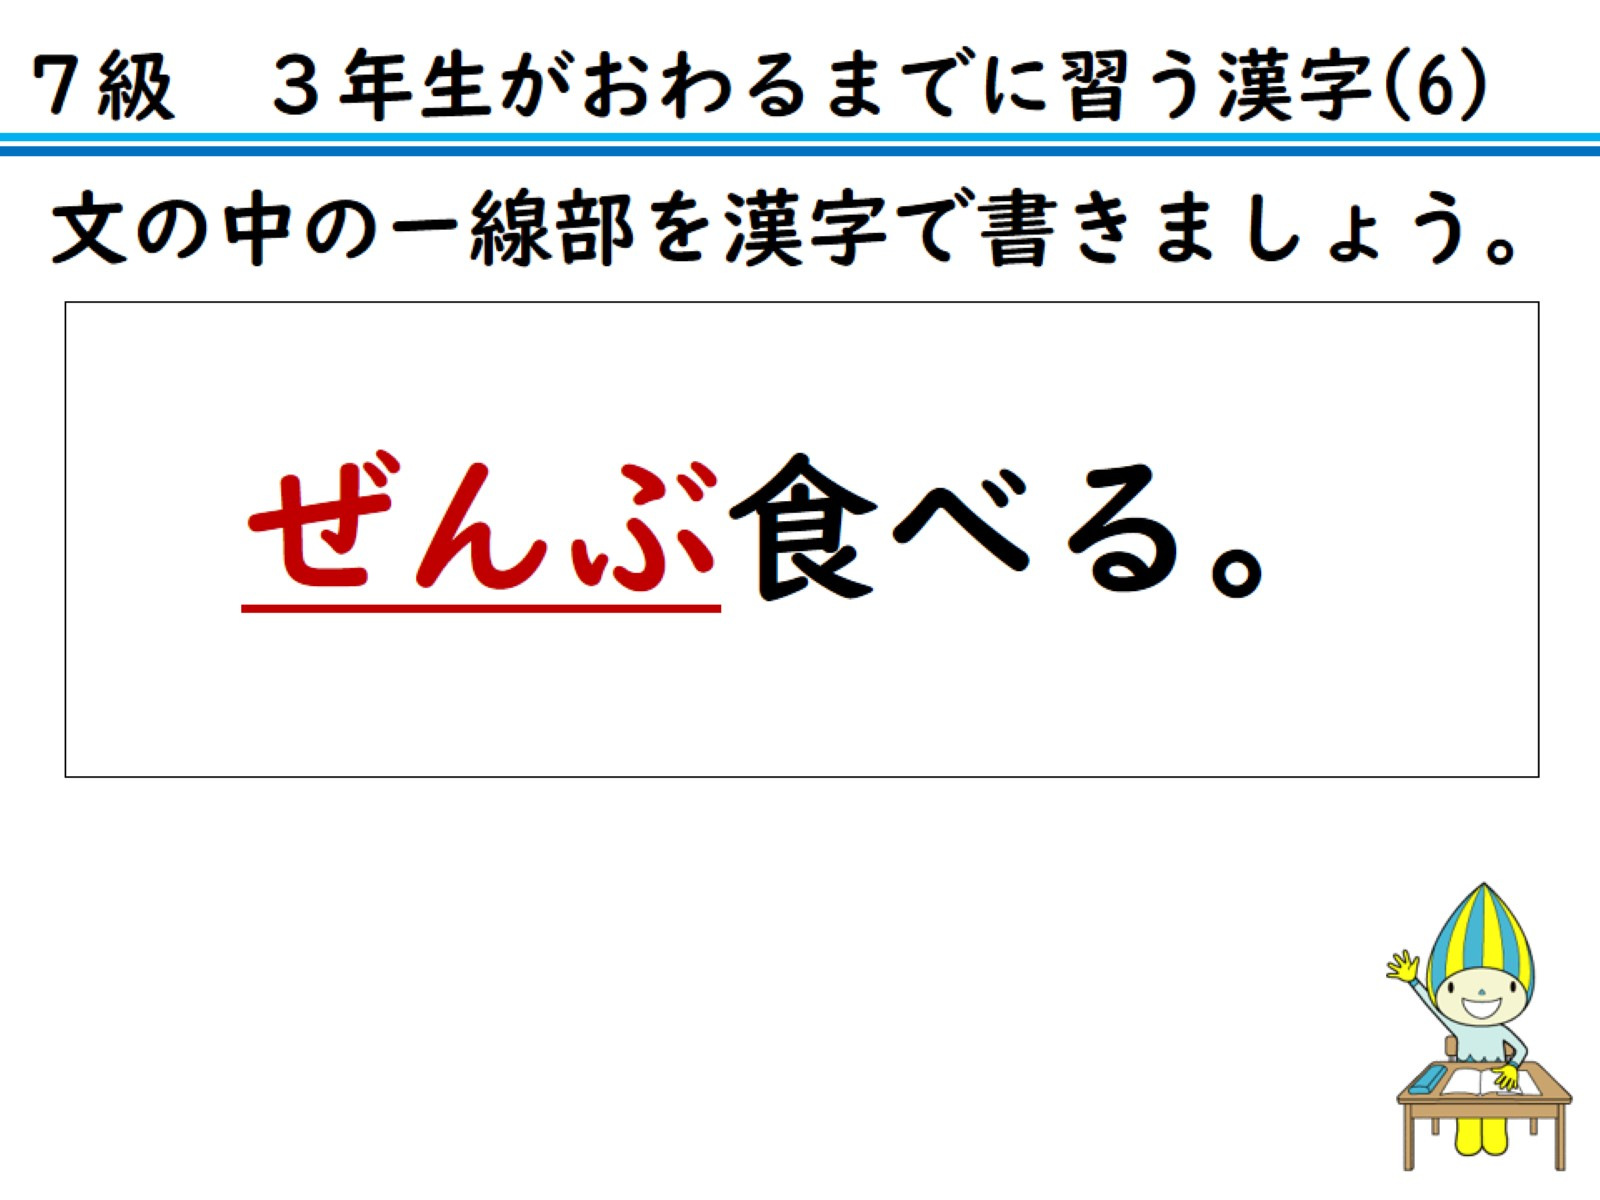 ７級　３年生がおわるまでに習う漢字(6)
文の中の―線部を漢字で書きましょう。
ぜんぶ食べる。